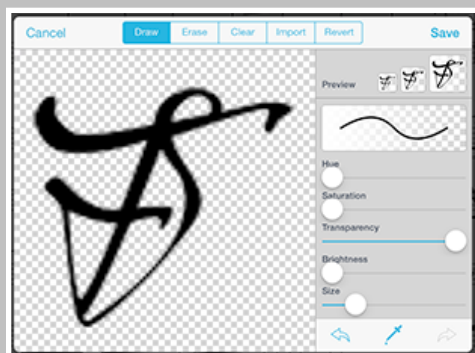 Cancel Draw Erase Clear Import Revert Save
Preview
Hue
Saturation
Transparency
Brightness
Size